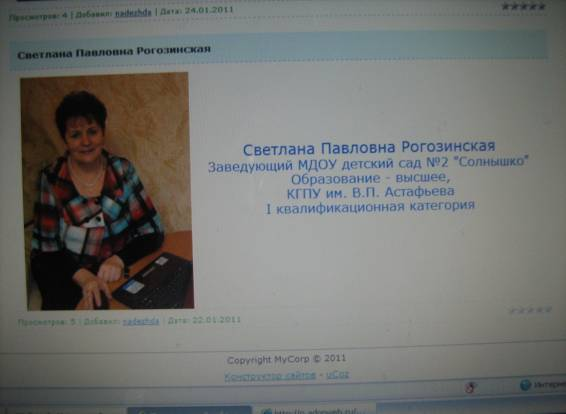 Просмотров: 4 | Добавил: nadezhda | Дата: 24.01.2011
Светлана Павловна Рогозинская
Светлана Павловна Рогозинская
Заведующий МДОУ детский сад №2 "Солнышко"
Образование - высшее,
КГПУ им. В.П. Астафьева
I квалификационная категория
Просмотров: 5 | Добавил: nadezhda | Дата: 22.01.2011
Copyright MyCorp © 2011
Конструктор сайтов - uCoz